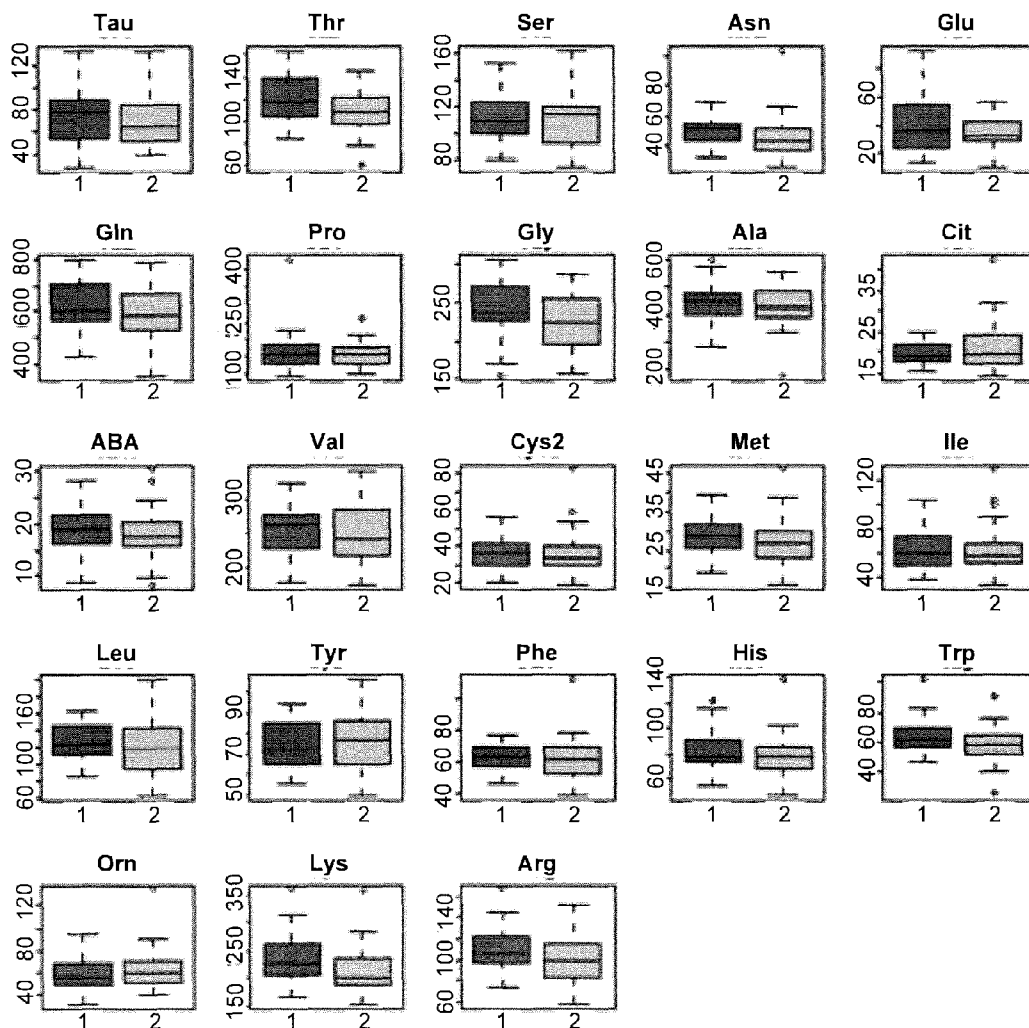 Tau Thr Ser Asn Glu
40 80 120
60 100 140
80 120 160
40 60 80
20 60
1 2 1 2 1 2 1 2 1 2
Gln Pro Gly Ala Cit
400 600 800
100 250 400
150 250
200 400 600
15 25 35
1 2 1 2 1 2 1 2 1 2
ABA Val Cys2 Met Ile
10 20 30
200 300
20 40 60 80
15 25 35 45
40 80 120
1 2 1 2 1 2 1 2 1 2
Leu Tyr Phe His Trp
60 100 160
50 70 90
40 60 80
60 100 140
40 60 80
1 2 1 2 1 2 1 2 1 2
Orn Lys Arg
40 80 120
150 250 350
60 100 140
1 2 1 2 1 2